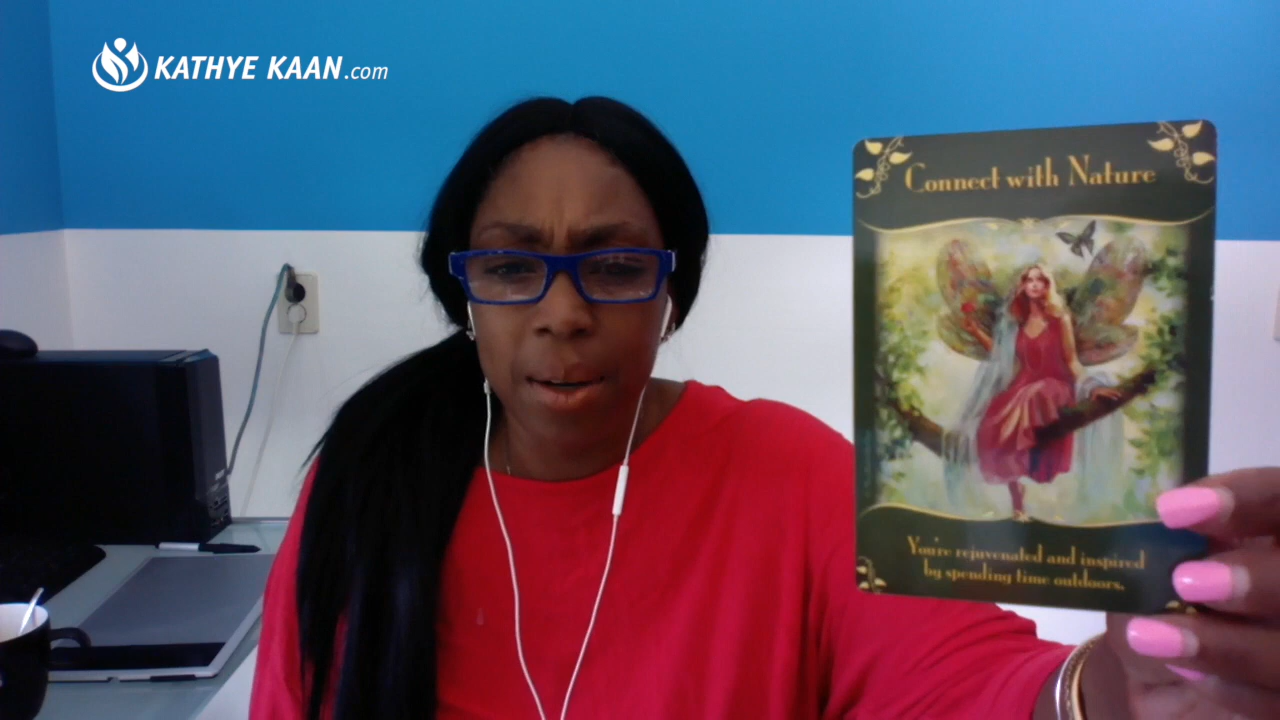 KATHYE KAAN.com
Connect with Nature
You're rejuvenated and inspired
by spending time outdoors.